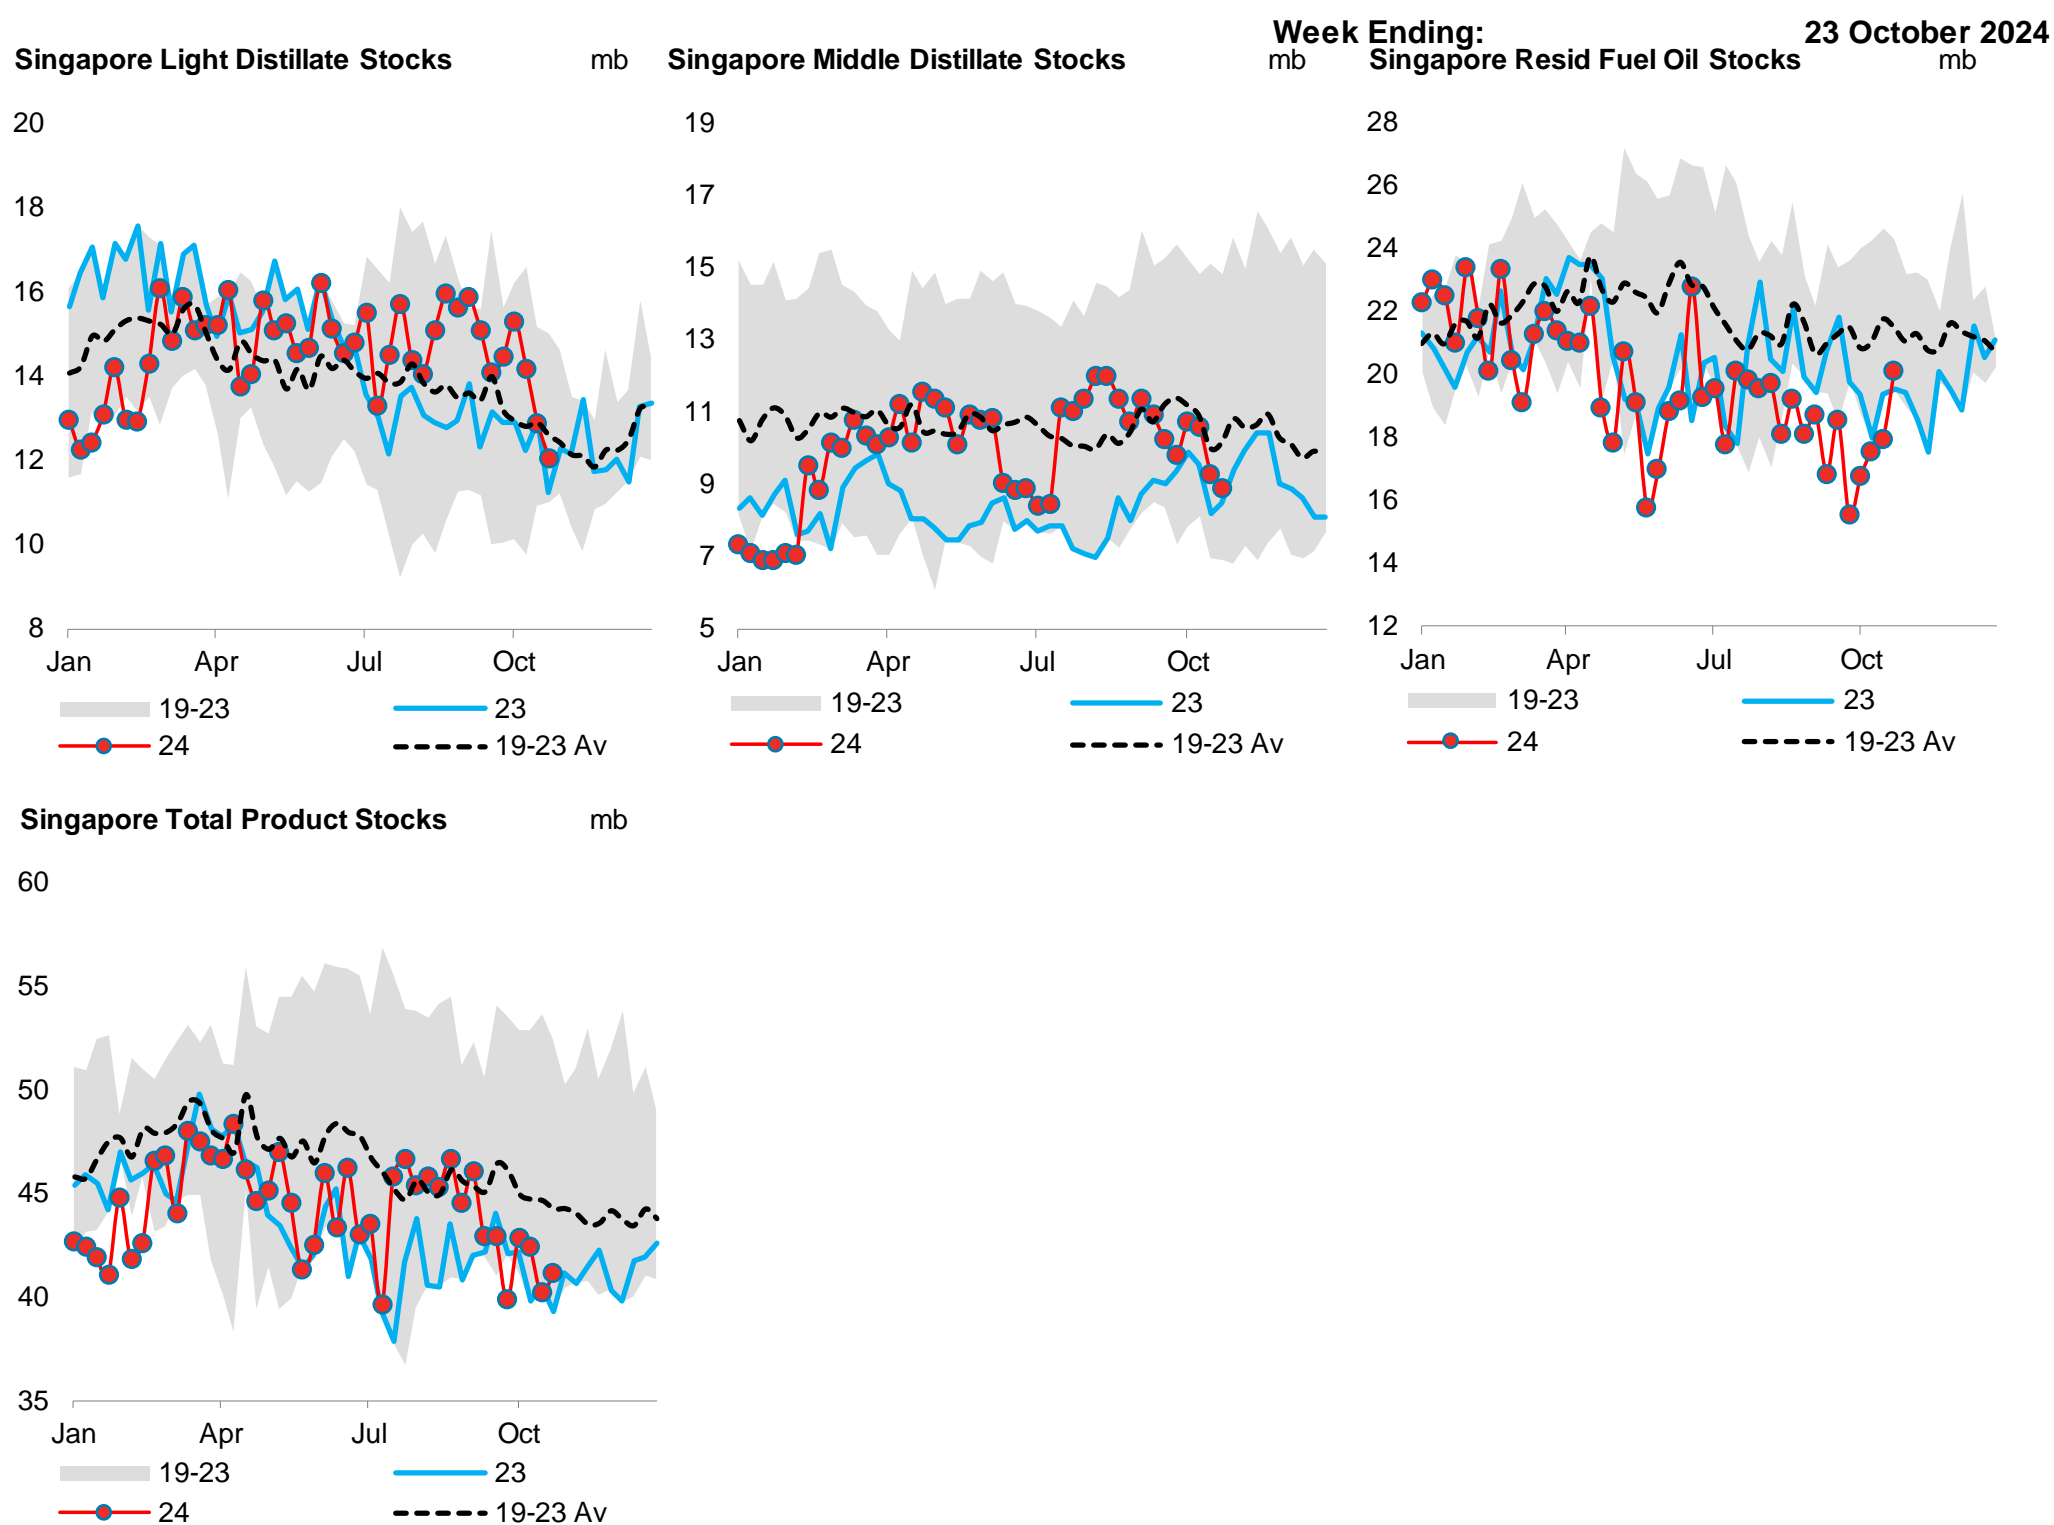 Week Ending: 23 October 2024
Singapore Light Distillate Stocks mb
20
18
16
14
12
10
8
Jan Apr Jul Oct
19-23 23
24 19-23 Av
Singapore Middle Distillate Stocks mb
19
17
15
13
11
9
7
5
Jan Apr Jul Oct
19-23 23
24 19-23 Av
Singapore Resid Fuel Oil Stocks mb
28
26
24
22
20
18
16
14
12
Jan Apr Jul Oct
19-23 23
24 19-23 Av
Singapore Total Product Stocks mb
60
55
50
45
40
35
Jan Apr Jul Oct
19-23 23
24 19-23 Av